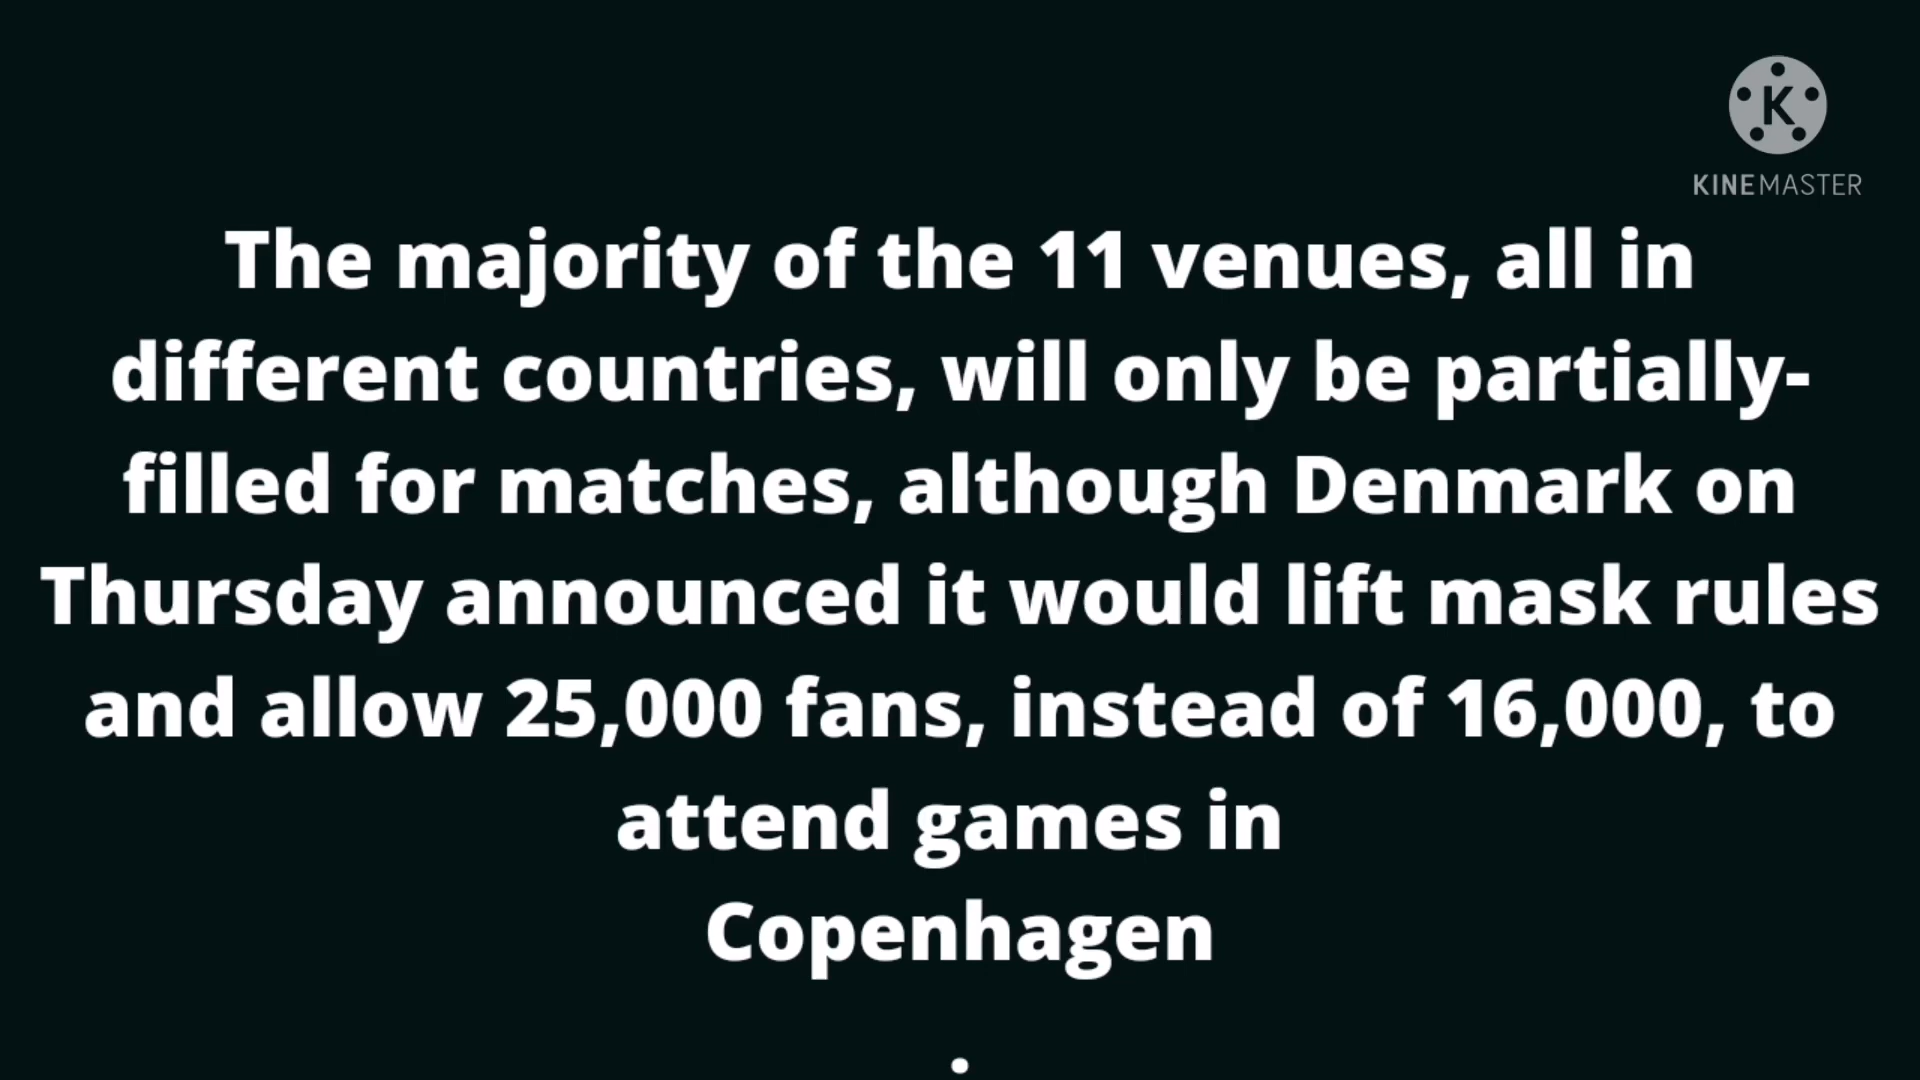 K
KINEMASTER
The majority of the 11 venues, all in
different countries, will only be partially-
filled for matches, although Denmark on
Thursday announced it would lift mask rules
and allow 25,000 fans, instead of 16,000, to
attend games in
Copenhagen
.